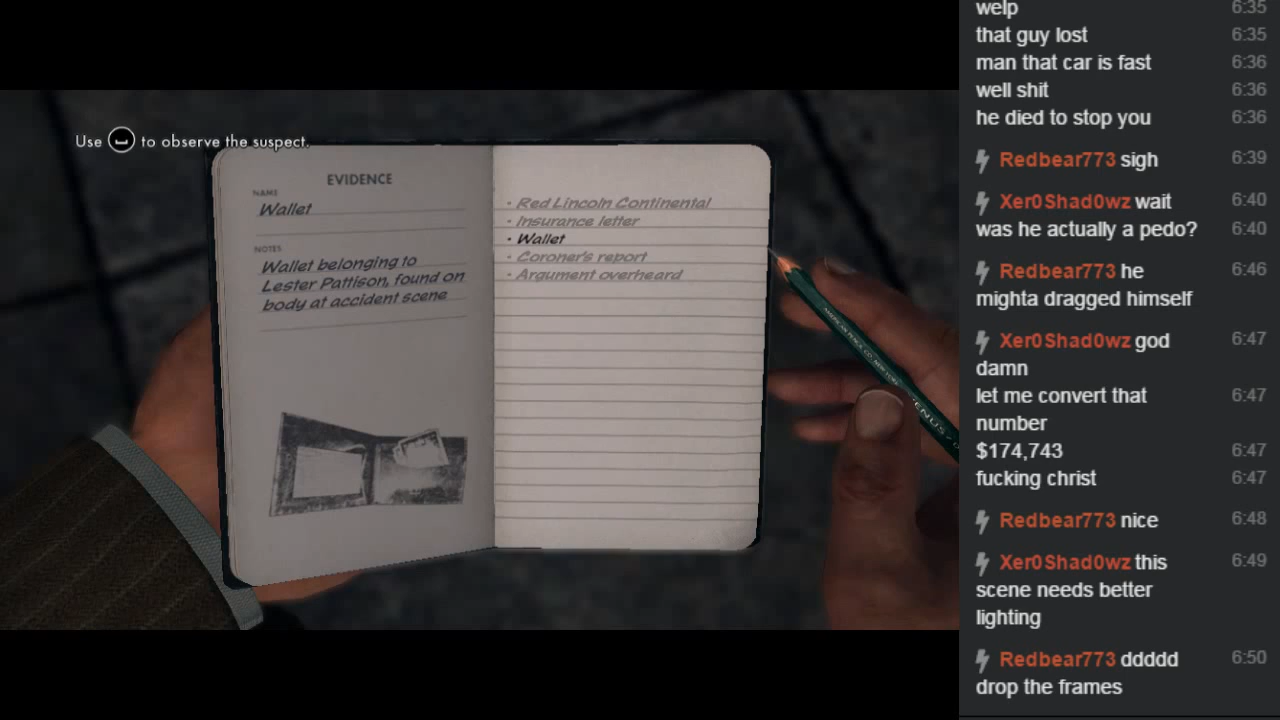 Use to observe the suspect.
EVIDENCE
NAME
Wallet
NOTES
Wallet belonging to
Lester Pattison, found on
body at accident scene
· Red Lincoln Continental
· Insurance letter
· Wallet
· Coroner's report
· Argument overheard
AMERICAN PENCIL CO. NEW YORK
VENUS
welp 6:35
that guy lost 6:35
man that car is fast 6:36
well shit 6:36
he died to stop you 6:36
Redbear773 sigh 6:39
Xer0Shad0wz wait 6:40
was he actually a pedo? 6:40
Redbear773 he 6:46
mighta dragged himself
Xer0Shad0wz god 6:47
damn
let me convert that 6:47
number
$174,743 6:47
fucking christ 6:47
Redbear773 nice 6:48
Xer0Shad0wz this 6:49
scene needs better
lighting
Redbear773 ddddd 6:50
drop the frames